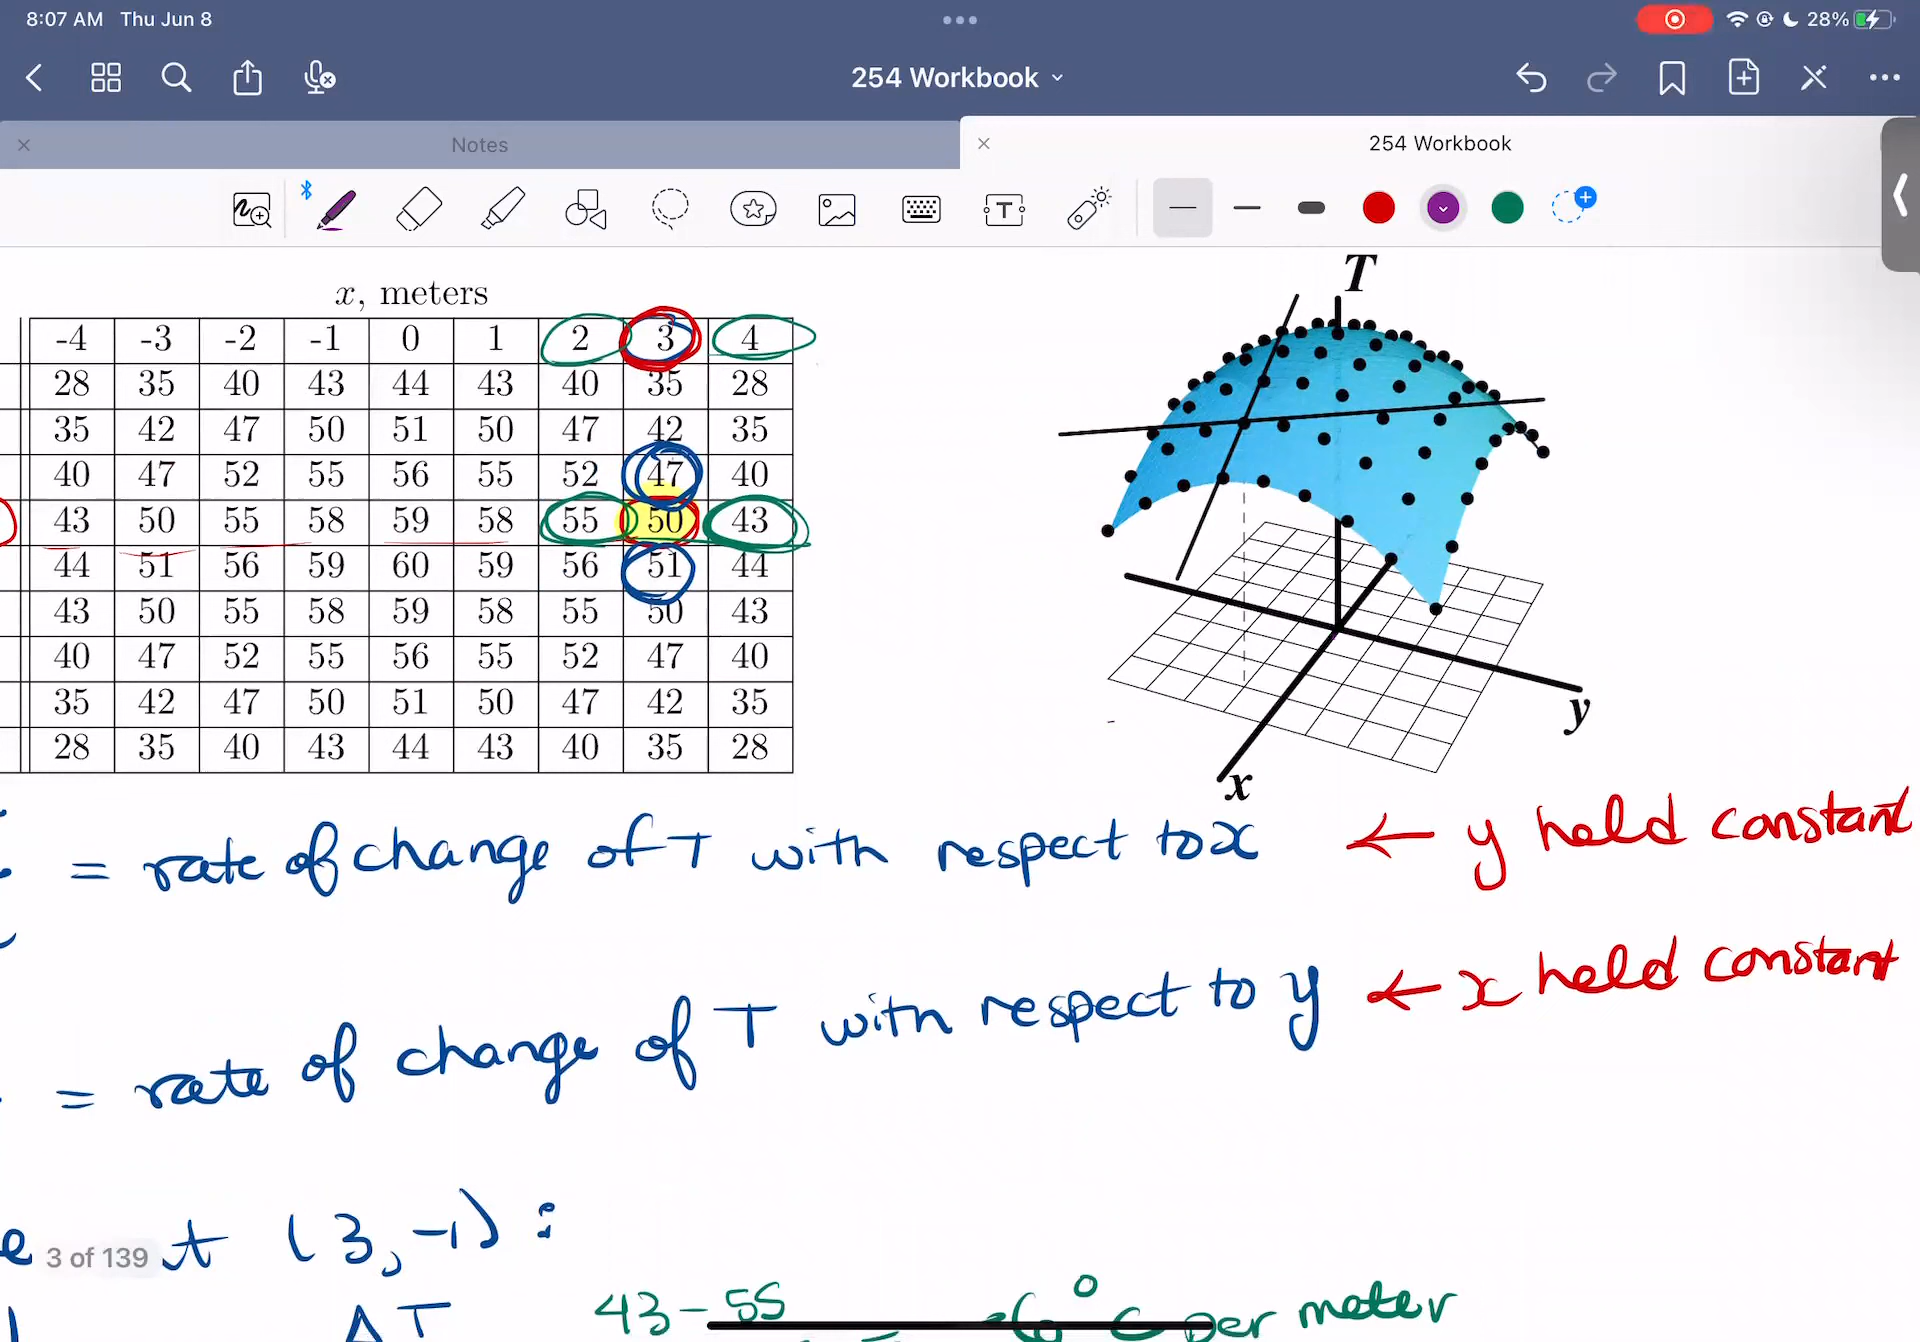 8:07 AM Thu Jun 8
28%
254 Workbook
Notes
254 Workbook
x, meters
-4 -3 -2 -1 0 1 2 3 4
28 35 40 43 44 43 40 35 28
35 42 47 50 51 50 47 42 35
40 47 52 55 56 55 52 47 40
43 50 55 58 59 58 55 50 43
44 51 56 59 60 59 56 51 44
43 50 55 58 59 58 55 50 43
40 47 52 55 56 55 52 47 40
35 42 47 50 51 50 47 42 35
28 35 40 43 44 43 40 35 28
T
y
x
= rate of change of T with respect to x ← y held constant
= rate of change of T with respect to y ← x held constant
t (3,-1) :
3 of 139
ΔT 43-55 = -6°C per meter